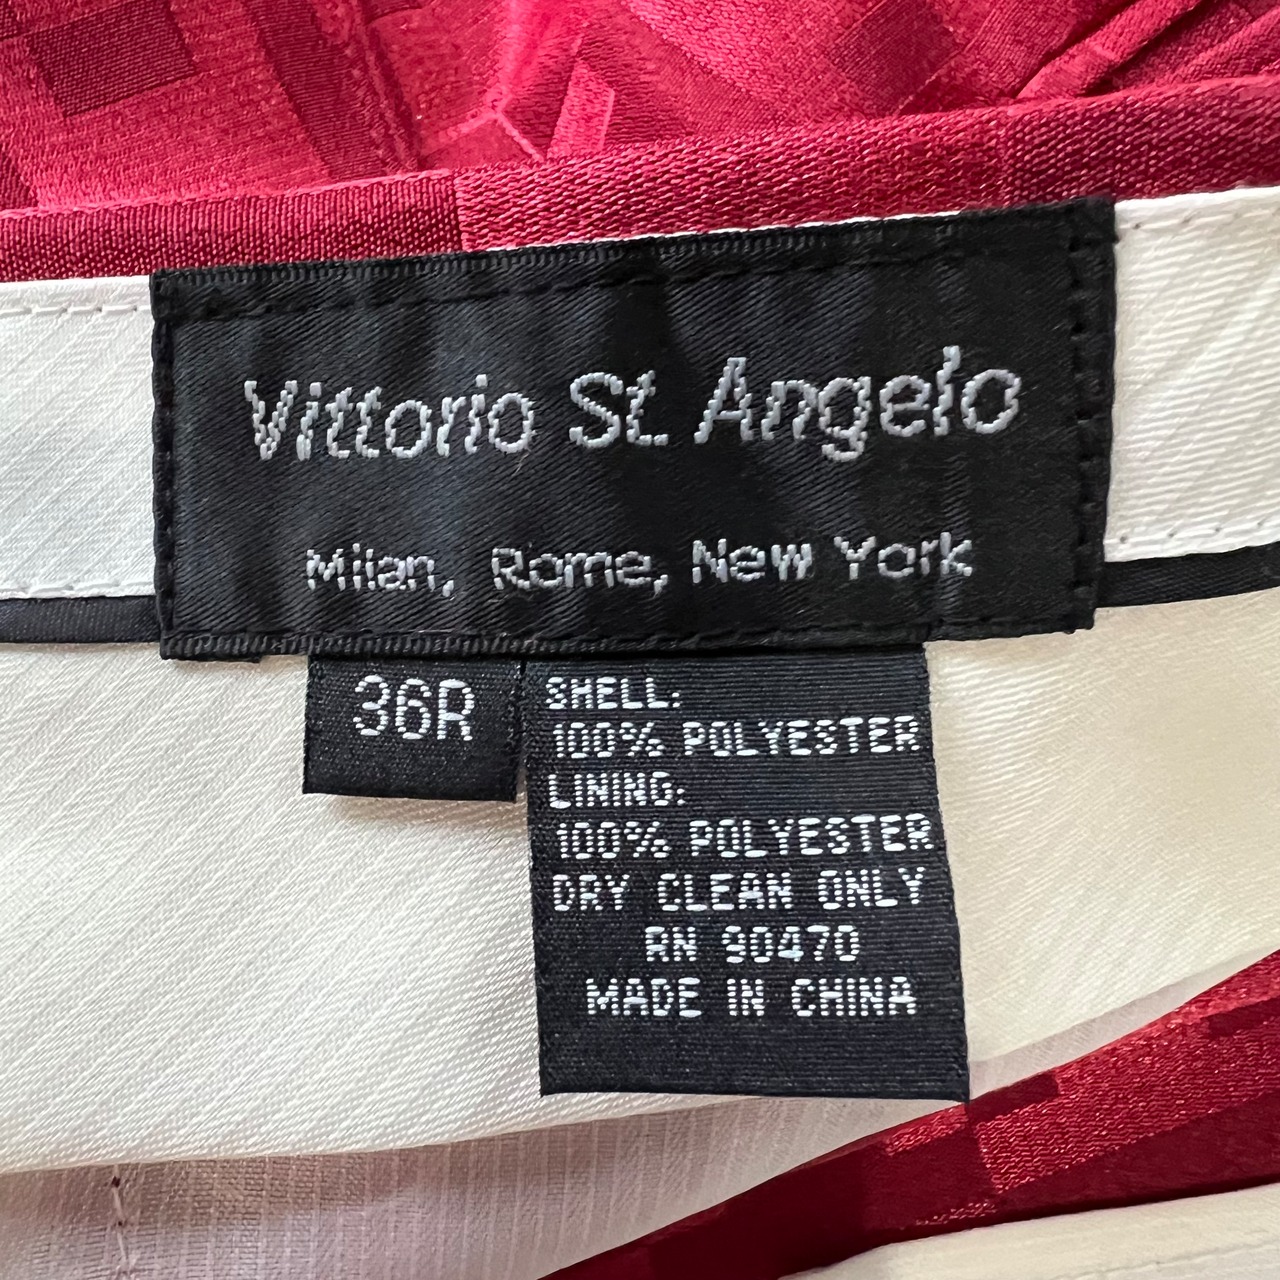 Vittorio St. Angelo
Milan, Rome, New York
36R
SHELL:
100% POLYESTER
LINING:
100% POLYESTER
DRY CLEAN ONLY
RN 90470
MADE IN CHINA